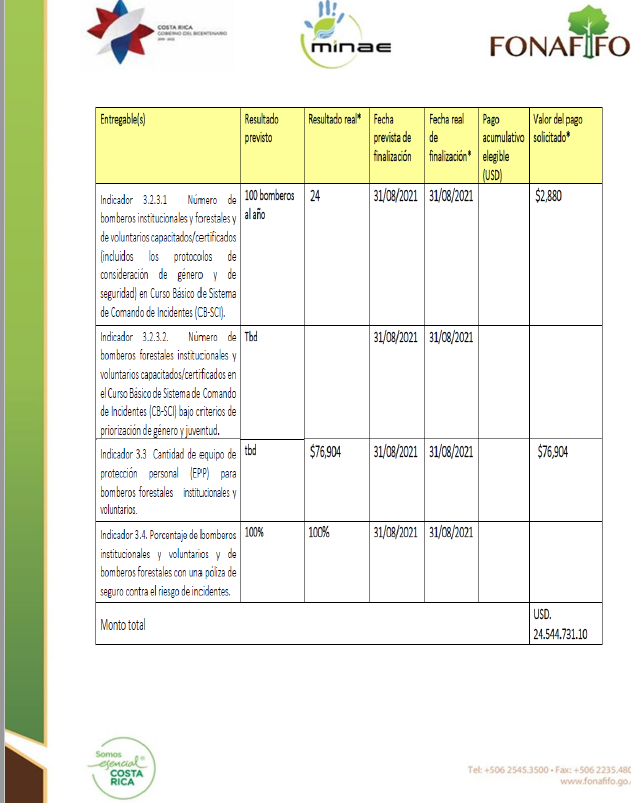 COSTA RICA
GOBIERNO DEL BICENTENARIO
minae
FONAFIFO
Entregable(s)
Resultado
previsto
Resultado real*
Fecha
prevista de
finalización
Fecha real
de
finalización*
Pago
acumulativo
elegible
(USD)
Valor del pago
solicitado*
Indicador 3.2.3.1 Número de
bomberos institucionales y forestales y
de voluntarios capacitados/certificados
(incluidos los protocolos de
consideración de género y de
seguridad) en Curso Básico de Sistema
de Comando de Incidentes (CB-SCI).
100 bomberos
al año
24
31/08/2021
31/08/2021
$2,880
Indicador 3.2.3.2. Número de
bomberos forestales institucionales y
voluntarios capacitados/certificados en
el Curso Básico de Sistema de Comando
de Incidentes (CB-SCI) bajo criterios de
priorización de género y juventud.
Tbd
31/08/2021
31/08/2021
Indicador 3.3 Cantidad de equipo de
protección personal (EPP) para
bomberos forestales institucionales y
voluntarios.
tbd
$76,904
31/08/2021
31/08/2021
$76,904
Indicador 3.4. Porcentaje de bomberos
institucionales y voluntarios y de
bomberos forestales con una póliza de
seguro contra el riesgo de incidentes.
100%
100%
31/08/2021
31/08/2021
Monto total
USD.
24.544.731.10
Somos
esencial
COSTA
RICA
Tel: +506 2545.3500 • Fax: +506 2235.480
www.fonafifo.go.